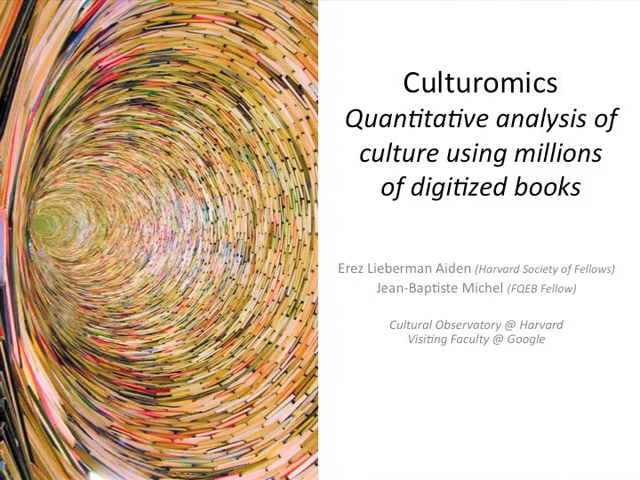 Culturomics
Quantitative analysis of
culture using millions
of digitized books
Erez Lieberman Aiden (Harvard Society of Fellows)
Jean-Baptiste Michel (FQEB Fellow)
Cultural Observatory @ Harvard
Visiting Faculty @ Google